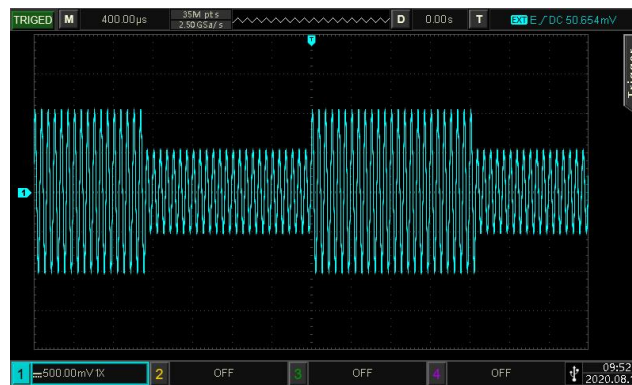 TRIGED M 400.00μs 35M pts D 0.00s T EXT E DC 50.654mV
2.50GSa/s
T
Trigger
1
1 500.00mV 1X 2 OFF 3 OFF 4 OFF 09:52
2020.08.